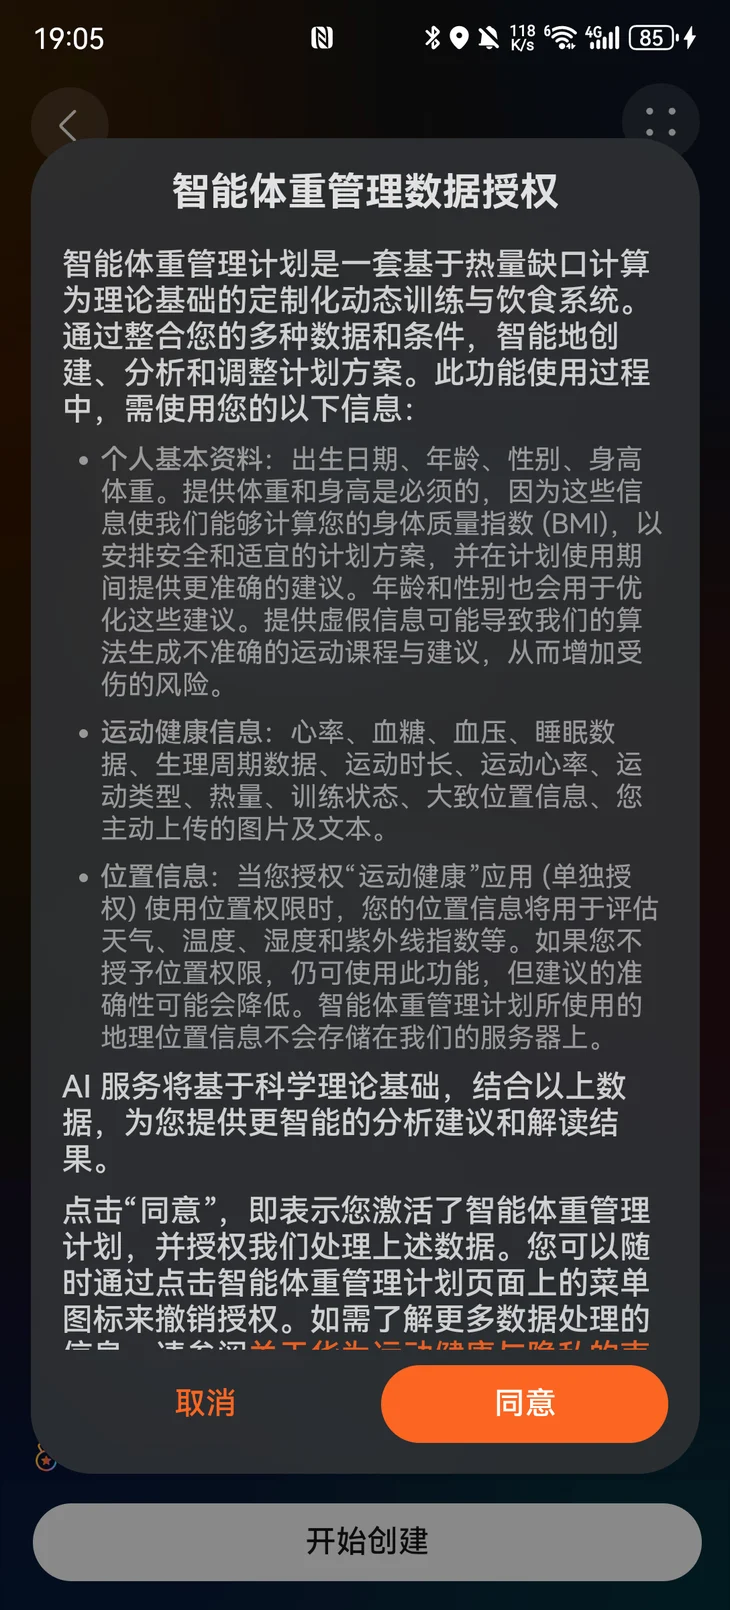 19:05
118 K/s
6
4G
85
智能体重管理数据授权
智能体重管理计划是一套基于热量缺口计算
为理论基础的定制化动态训练与饮食系统。
通过整合您的多种数据和条件，智能地创
建、分析和调整计划方案。此功能使用过程
中，需使用您的以下信息：
• 个人基本资料：出生日期、年龄、性别、身高
体重。提供体重和身高是必须的，因为这些信
息使我们能够计算您的身体质量指数 (BMI)，以
安排安全和适宜的计划方案，并在计划使用期
间提供更准确的建议。年龄和性别也会用于优
化这些建议。提供虚假信息可能导致我们的算
法生成不准确的运动课程与建议，从而增加受
伤的风险。
• 运动健康信息：心率、血糖、血压、睡眠数
据、生理周期数据、运动时长、运动心率、运
动类型、热量、训练状态、大致位置信息、您
主动上传的图片及文本。
• 位置信息：当您授权“运动健康”应用 (单独授
权) 使用位置权限时，您的位置信息将用于评估
天气、温度、湿度和紫外线指数等。如果您不
授予位置权限，仍可使用此功能，但建议的准
确性可能会降低。智能体重管理计划所使用的
地理位置信息不会存储在我们的服务器上。
AI 服务将基于科学理论基础，结合以上数
据，为您提供更智能的分析建议和解读结
果。
点击“同意”，即表示您激活了智能体重管理
计划，并授权我们处理上述数据。您可以随
时通过点击智能体重管理计划页面上的菜单
图标来撤销授权。如需了解更多数据处理的
信息，请参阅关于华为运动健康与隐私的声
取消
同意
开始创建